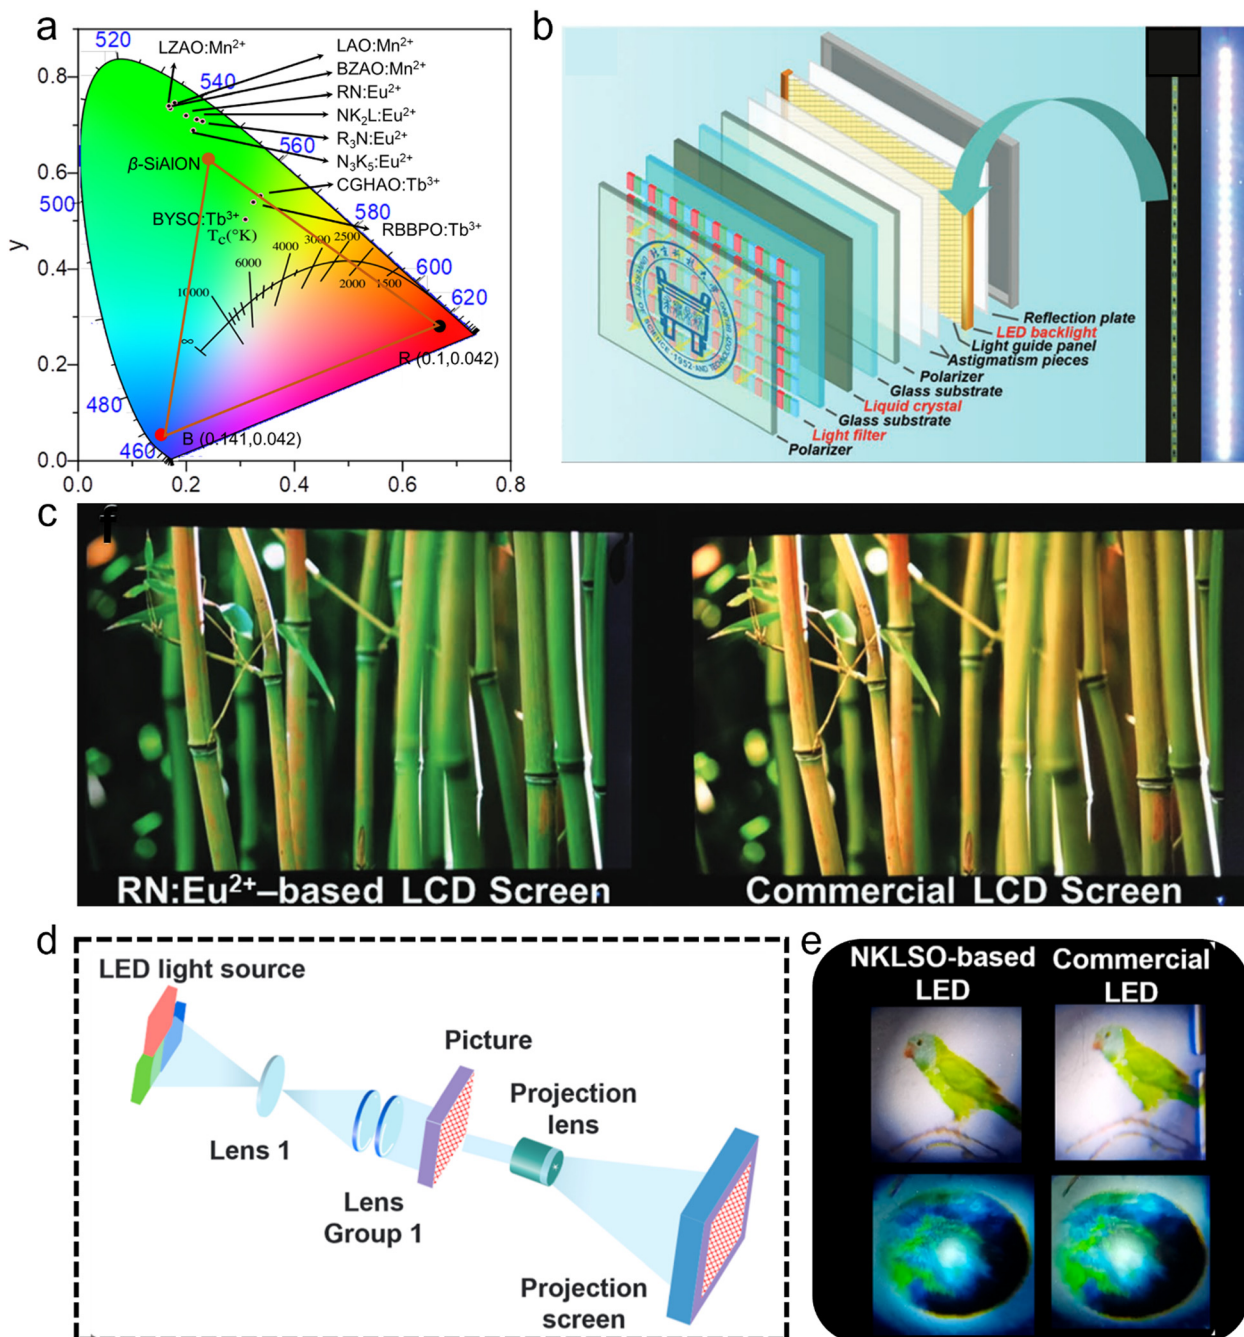 a
520
LZAO:Mn²⁺
LAO:Mn²⁺
540
BZAO:Mn²⁺
RN:Eu²⁺
NK₂L:Eu²⁺
R₃N:Eu²⁺
560
N₃K₅:Eu²⁺
β-SiAlON
CGHAO:Tb³⁺
500
580
BYSO:Tb³⁺
RBBPO:Tb³⁺
T_C(°K)
4000
3000
2500
6000
600
2000
1500
10000
620
∞
R (0.1,0.042)
480
B (0.141,0.042)
460
y
0.8
0.6
0.4
0.2
0.0
0.0
0.2
0.4
0.6
0.8
b
Reflection plate
LED backlight
Light guide panel
Astigmatism pieces
Polarizer
Glass substrate
Liquid crystal
Glass substrate
Light filter
Polarizer
c
f
RN:Eu²⁺–based LCD Screen
Commercial LCD Screen
d
LED light source
Lens 1
Lens
Group 1
Picture
Projection
lens
Projection
screen
e
NKLSO-based
LED
Commercial
LED